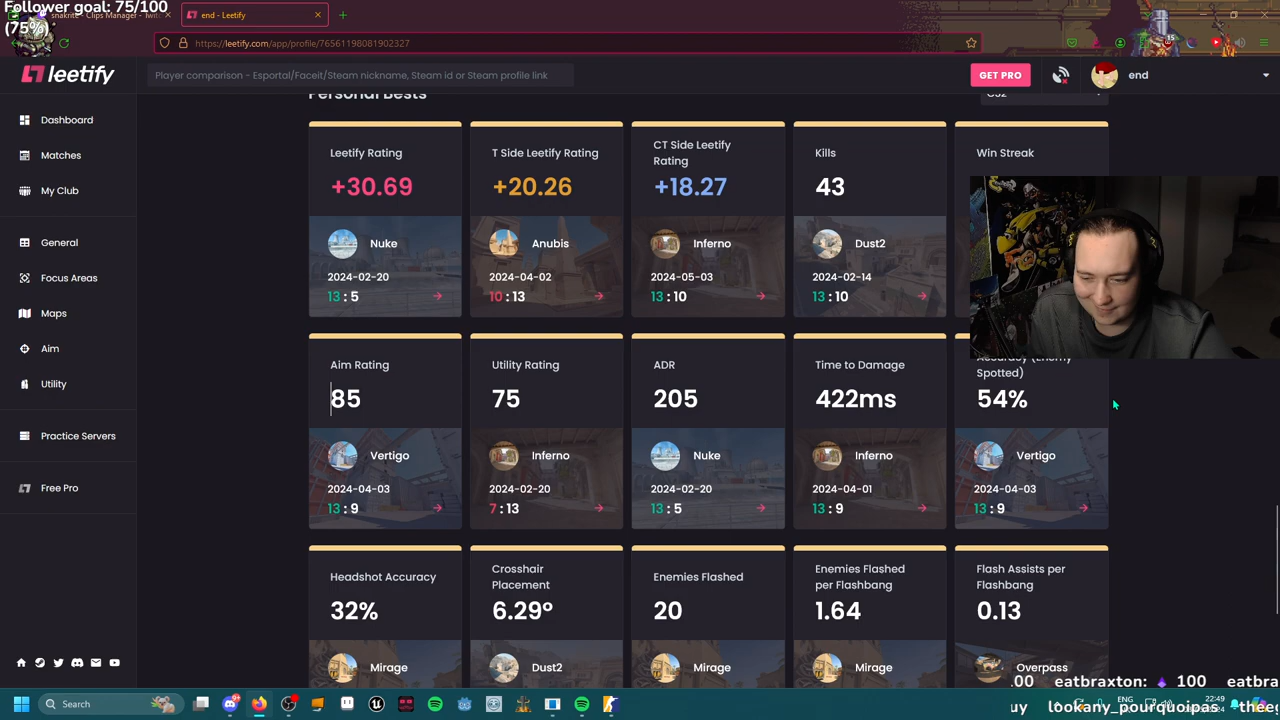 Follower goal: 75/100
(75%)
end - Leetify
https://leetify.com/app/profile/76561198081902327
leetify
Player comparison - Esportal/Faceit/Steam nickname, Steam id or Steam profile link
GET PRO
end
Dashboard
Matches
My Club
General
Focus Areas
Maps
Aim
Utility
Practice Servers
Free Pro
Personal Bests
CS2
Leetify Rating
+30.69
Nuke
2024-02-20
13 : 5
T Side Leetify Rating
+20.26
Anubis
2024-04-02
10 : 13
CT Side Leetify
Rating
+18.27
Inferno
2024-05-03
13 : 10
Kills
43
Dust2
2024-02-14
13 : 10
Win Streak
Aim Rating
85
Vertigo
2024-04-03
13 : 9
Utility Rating
75
Inferno
2024-02-20
7 : 13
ADR
205
Nuke
2024-02-20
13 : 5
Time to Damage
422ms
Inferno
2024-04-01
13 : 9
Accuracy (Enemy
Spotted)
54%
Vertigo
2024-04-03
13 : 9
Headshot Accuracy
32%
Mirage
Crosshair
Placement
6.29º
Dust2
Enemies Flashed
20
Mirage
Enemies Flashed
per Flashbang
1.64
Mirage
Flash Assists per
Flashbang
0.13
Overpass
eatbraxton: 100
Search
ENG
22:49